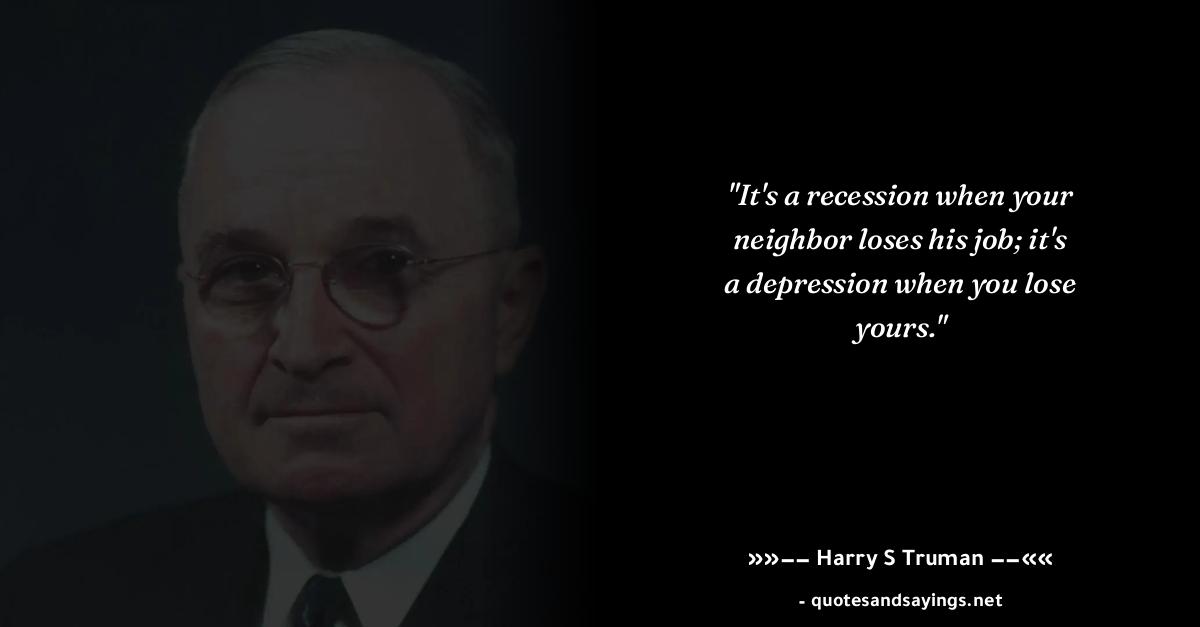 "It's a recession when your
neighbor loses his job; it's
a depression when you lose
yours."
»»−− Harry S Truman −−««
- quotesandsayings.net